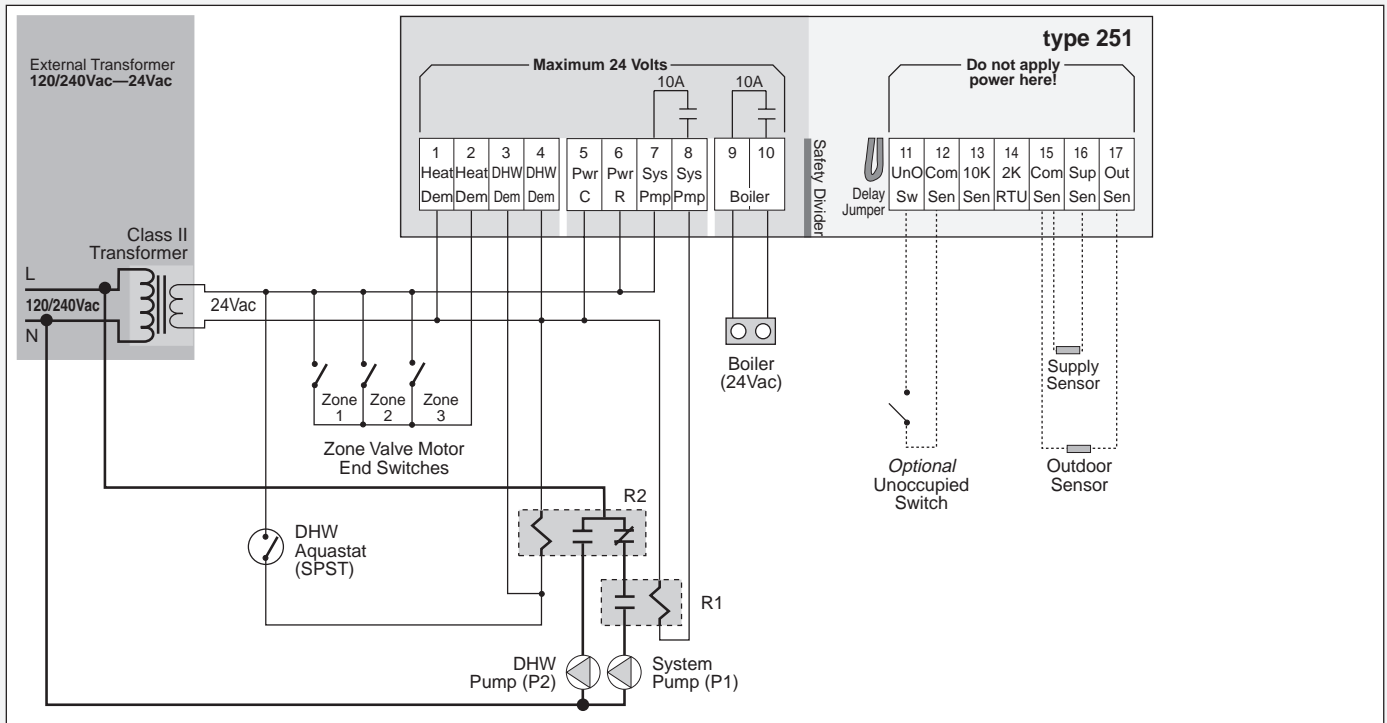 type 251
External Transformer
120/240Vac—24Vac
Maximum 24 Volts
Do not apply
power here!
10A
10A
1
Heat
Dem
2
Heat
Dem
3
DHW
Dem
4
DHW
Dem
5
Pwr
C
6
Pwr
R
7
Sys
Pmp
8
Sys
Pmp
9
10
Boiler
Safety Divider
Delay
Jumper
11
UnO
Sw
12
Com
Sen
13
10K
Sen
14
2K
RTU
15
Com
Sen
16
Sup
Sen
17
Out
Sen
Class II
Transformer
L
120/240Vac
N
24Vac
Zone
1
Zone
2
Zone
3
Zone Valve Motor
End Switches
Boiler
(24Vac)
Supply
Sensor
Optional
Unoccupied
Switch
Outdoor
Sensor
R2
DHW
Aquastat
(SPST)
R1
DHW
Pump (P2)
System
Pump (P1)